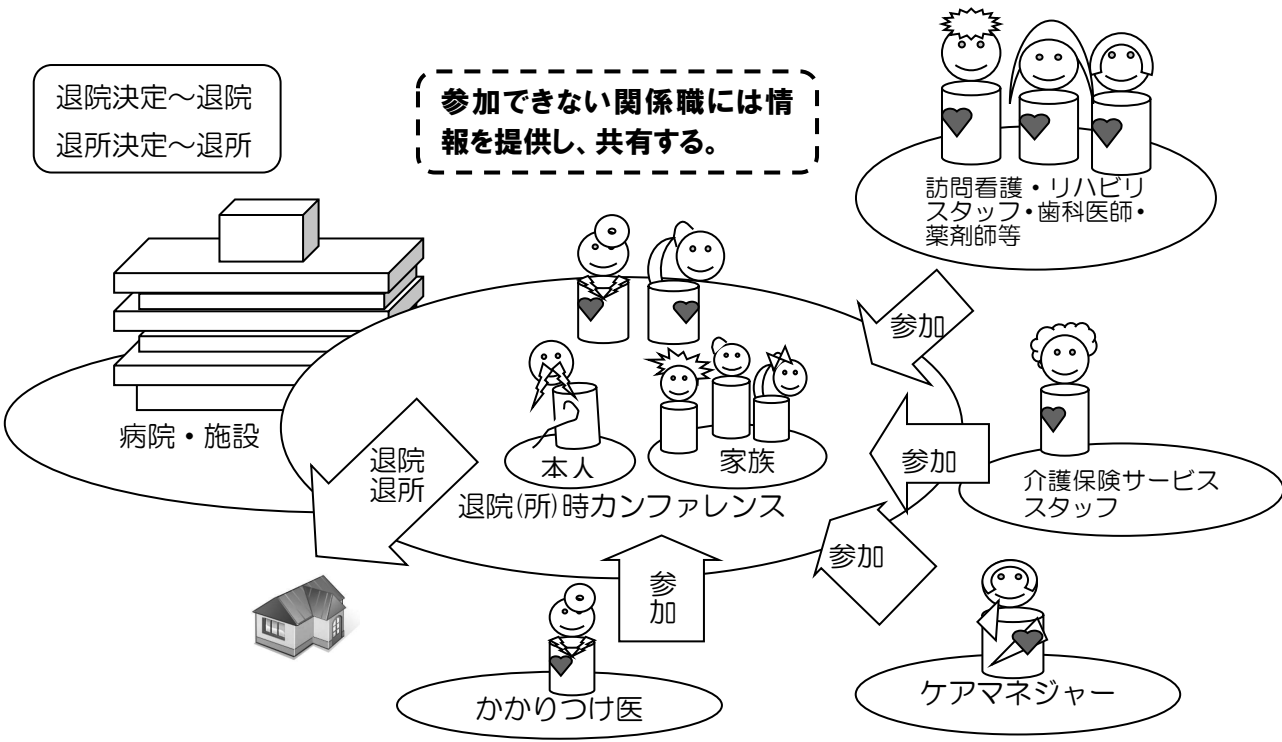 退院決定～退院
退所決定～退所
参加できない関係職には情
報を提供し、共有する。
訪問看護・リハビリ
スタッフ・歯科医師・
薬剤師等
参加
病院・施設
退院
退所
本人
家族
参加
介護保険サービス
スタッフ
退院(所)時カンファレンス
参加
参
加
かかりつけ医
ケアマネジャー